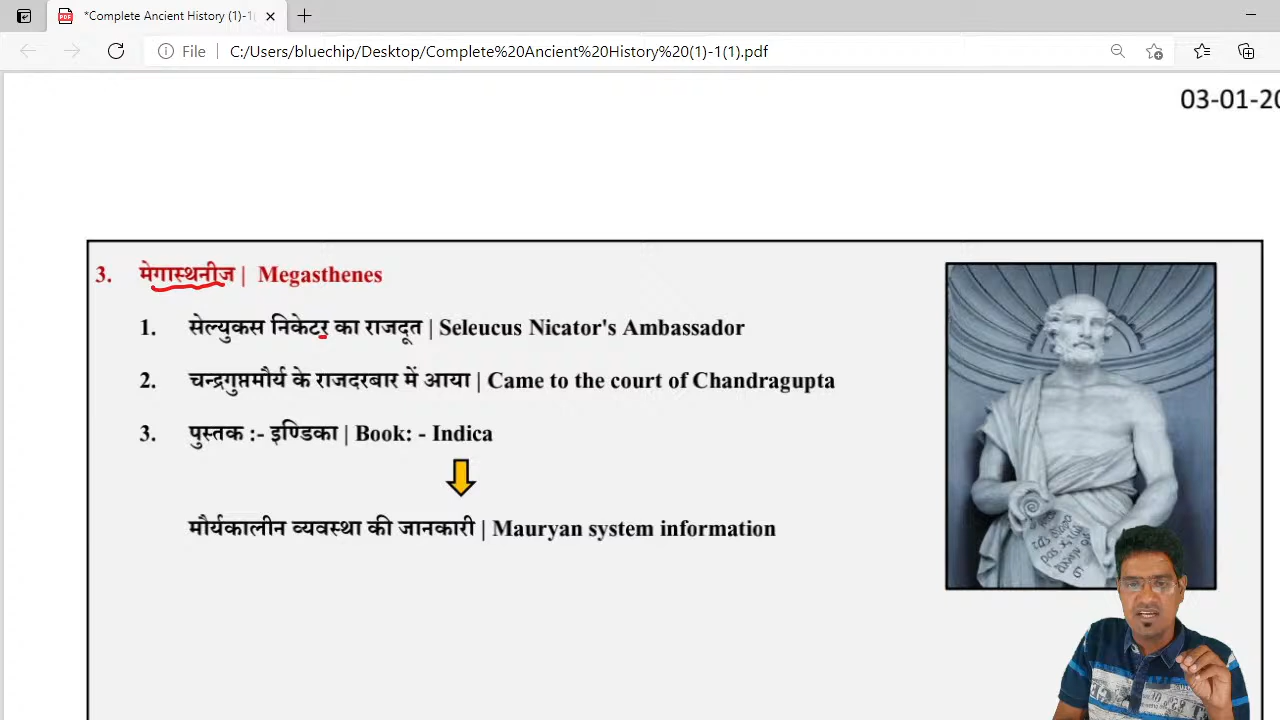 *Complete Ancient History (1)-1(
File
C:/Users/bluechip/Desktop/Complete%20Ancient%20History%20(1)-1(1).pdf
03-01-20
3. मेगास्थनीज | Megasthenes
1. सेल्युकस निकेटर का राजदूत | Seleucus Nicator's Ambassador
2. चन्द्रगुप्तमौर्य के राजदरबार में आया | Came to the court of Chandragupta
3. पुस्तक :- इण्डिका | Book: - Indica
मौर्यकालीन व्यवस्था की जानकारी | Mauryan system information